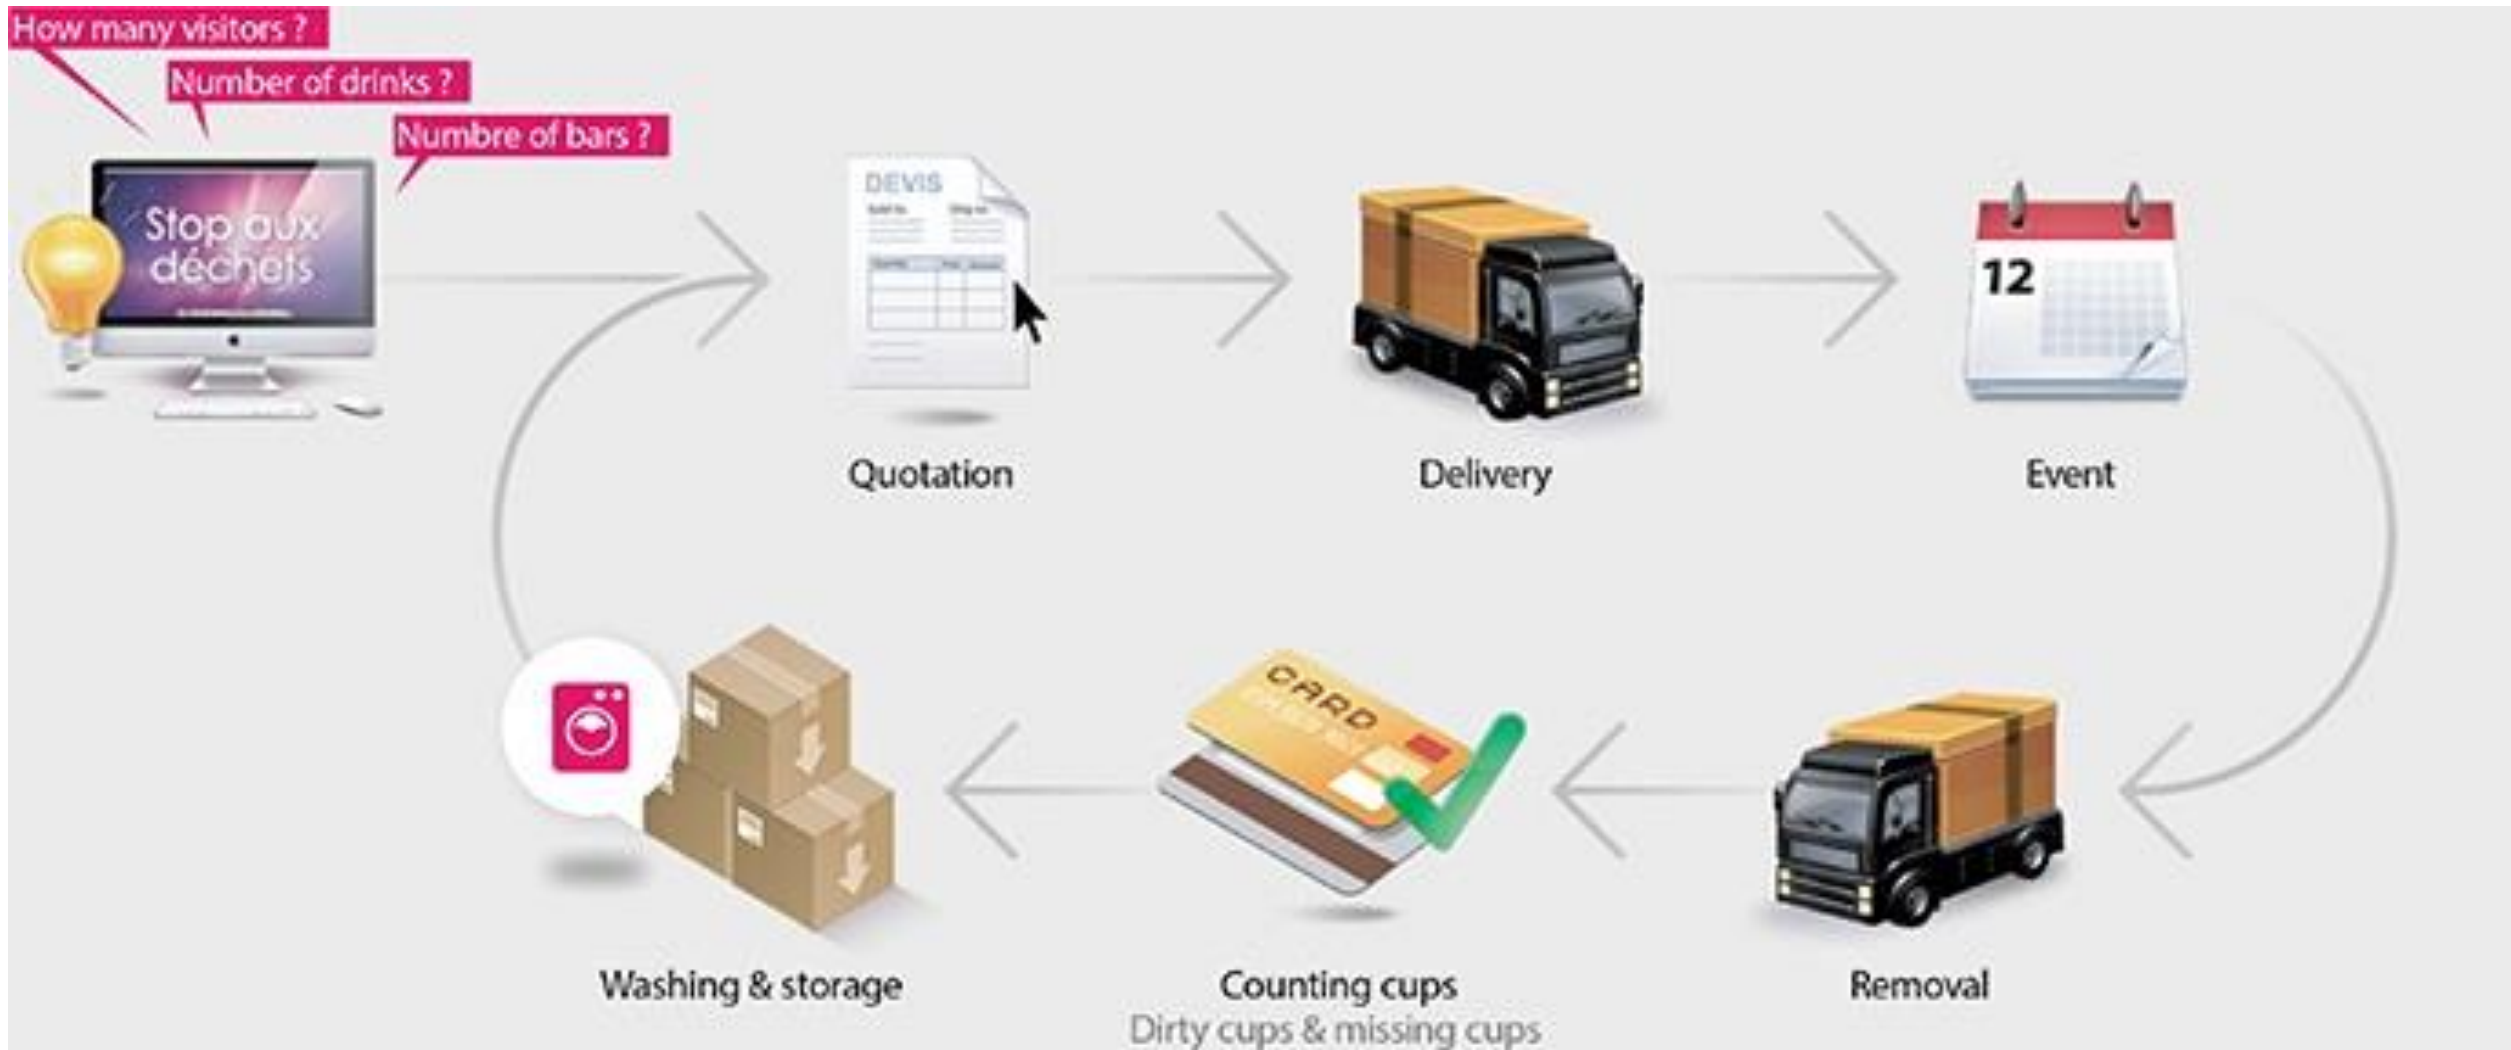 How many visitors ?
Number of drinks ?
Numbre of bars ?
Stop aux
déchets
DEVIS
12
Quotation
Delivery
Event
CARD
Washing & storage
Counting cups
Dirty cups & missing cups
Removal